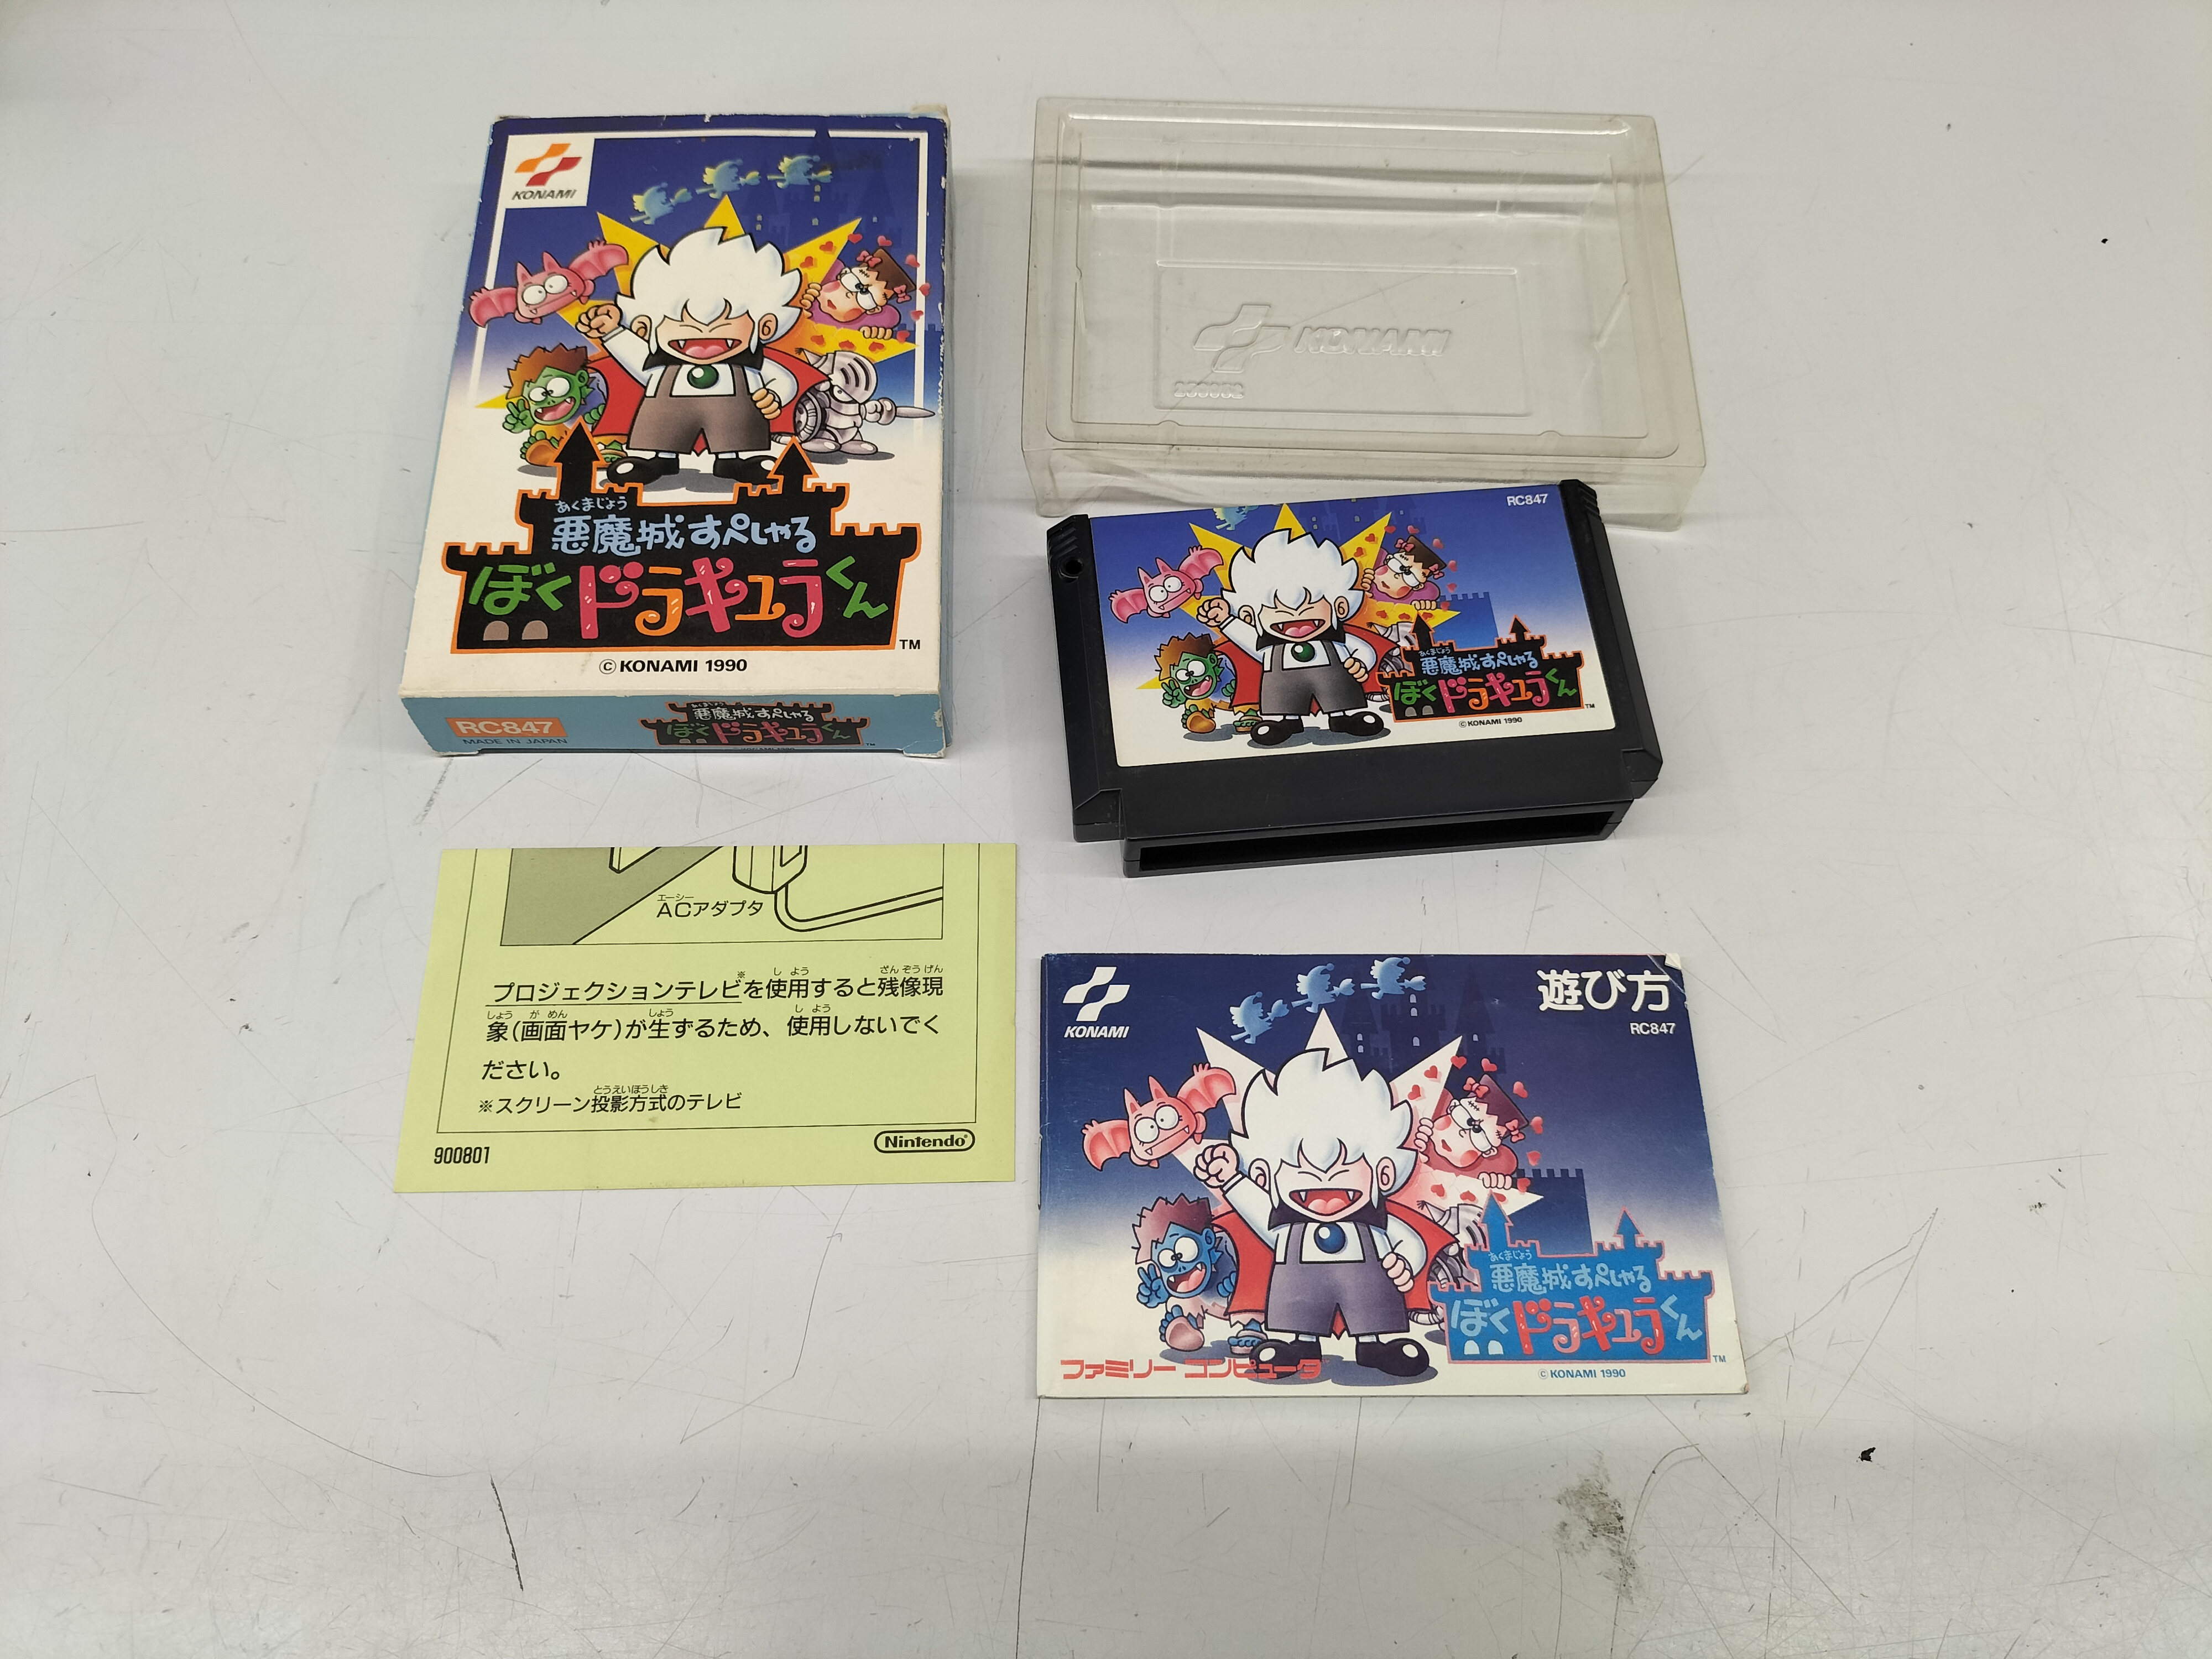 KONAMI
あくまじょう
悪魔城すぺしゃる
ぼくドラキュラくん
TM
© KONAMI 1990
RC847
MADE IN JAPAN
悪魔城すぺしゃる
ぼくドラキュラくん
TM
KONAMI
RC847
あくまじょう
悪魔城すぺしゃる
ぼくドラキュラくん
TM
© KONAMI 1990
エーシー
ACアダプタ
※ しよう ざんぞうげん
プロジェクションテレビを使用すると残像現
しょう がめん しょう しよう
象(画面ヤケ)が生ずるため、使用しないでく
ださい。
とうえいほうしき
※スクリーン投影方式のテレビ
900801
Nintendo®
KONAMI
遊び方
RC847
あくまじょう
悪魔城すぺしゃる
ぼくドラキュラくん
TM
ファミリー コンピュータ
© KONAMI 1990